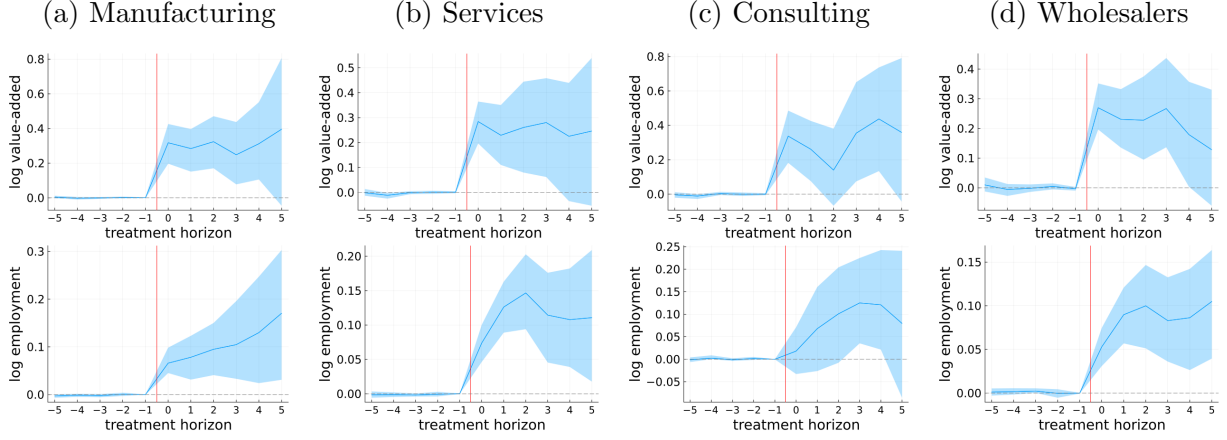 (a) Manufacturing
(b) Services
(c) Consulting
(d) Wholesalers
log value-added
0.8
0.6
0.4
0.2
0.0
−5 −4 −3 −2 −1 0 1 2 3 4 5
treatment horizon
log value-added
0.5
0.4
0.3
0.2
0.1
0.0
−5 −4 −3 −2 −1 0 1 2 3 4 5
treatment horizon
log value-added
0.6
0.4
0.2
0.0
−5 −4 −3 −2 −1 0 1 2 3 4 5
treatment horizon
log value-added
0.4
0.3
0.2
0.1
0.0
−5 −4 −3 −2 −1 0 1 2 3 4 5
treatment horizon
log employment
0.3
0.2
0.1
0.0
−5 −4 −3 −2 −1 0 1 2 3 4 5
treatment horizon
log employment
0.20
0.15
0.10
0.05
0.00
−5 −4 −3 −2 −1 0 1 2 3 4 5
treatment horizon
log employment
0.25
0.20
0.15
0.10
0.05
0.00
−0.05
−5 −4 −3 −2 −1 0 1 2 3 4 5
treatment horizon
log employment
0.15
0.10
0.05
0.00
−5 −4 −3 −2 −1 0 1 2 3 4 5
treatment horizon